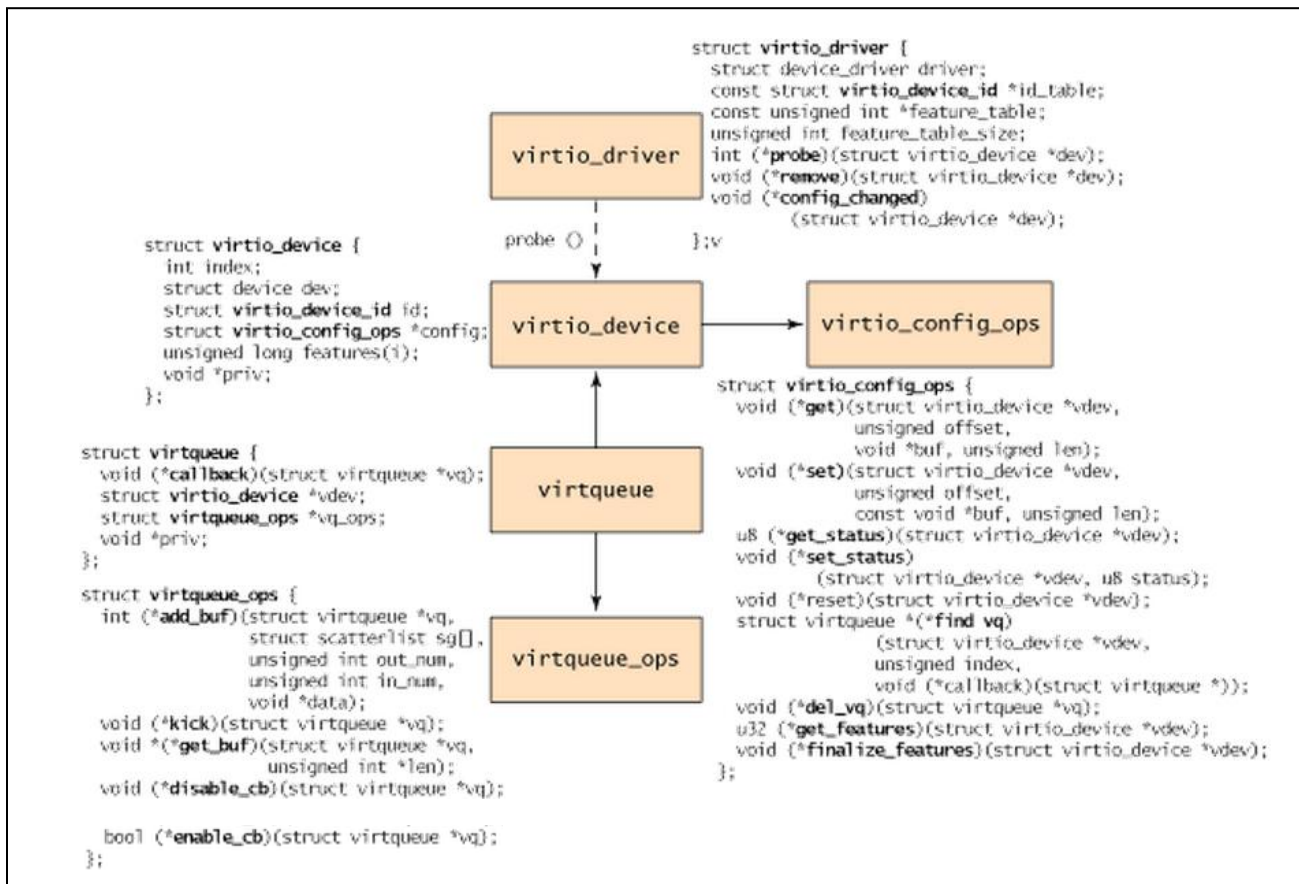 struct virtio_driver {
struct device_driver driver;
const struct virtio_device_id *id_table;
const unsigned int *feature_table;
unsigned int feature_table_size;
int (*probe)(struct virtio_device *dev);
void (*remove)(struct virtio_device *dev);
void (*config_changed)
(struct virtio_device *dev);
};v
virtio_driver
probe ()
struct virtio_device {
int index;
struct device dev;
struct virtio_device_id id;
struct virtio_config_ops *config;
unsigned long features(i);
void *priv;
};
virtio_device
virtio_config_ops
struct virtqueue {
void (*callback)(struct virtqueue *vq);
struct virtio_device *vdev;
struct virtqueue_ops *vq_ops;
void *priv;
};
virtqueue
struct virtqueue_ops {
int (*add_buf)(struct virtqueue *vq,
struct scatterlist sg[],
unsigned int out_num,
unsigned int in_num,
void *data);
void (*kick)(struct virtqueue *vq);
void *(*get_buf)(struct virtqueue *vq,
unsigned int *len);
void (*disable_cb)(struct virtqueue *vq);
bool (*enable_cb)(struct virtqueue *vq);
};
virtqueue_ops
struct virtio_config_ops {
void (*get)(struct virtio_device *vdev,
unsigned offset,
void *buf, unsigned len);
void (*set)(struct virtio_device *vdev,
unsigned offset,
const void *buf, unsigned len);
u8 (*get_status)(struct virtio_device *vdev);
void (*set_status)
(struct virtio_device *vdev, u8 status);
void (*reset)(struct virtio_device *vdev);
struct virtqueue *(*find vq)
(struct virtio_device *vdev,
unsigned index,
void (*callback)(struct virtqueue *));
void (*del_vq)(struct virtqueue *vq);
u32 (*get_features)(struct virtio_device *vdev);
void (*finalize_features)(struct virtio_device *vdev);
};